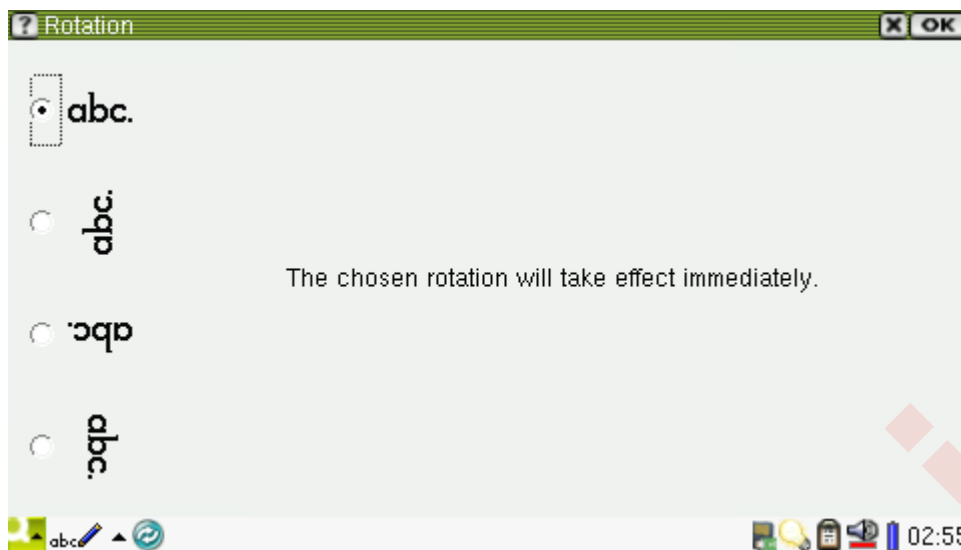 ? Rotation X OK
abc.
abc.
The chosen rotation will take effect immediately.
abc.
abc.
abc 02:55